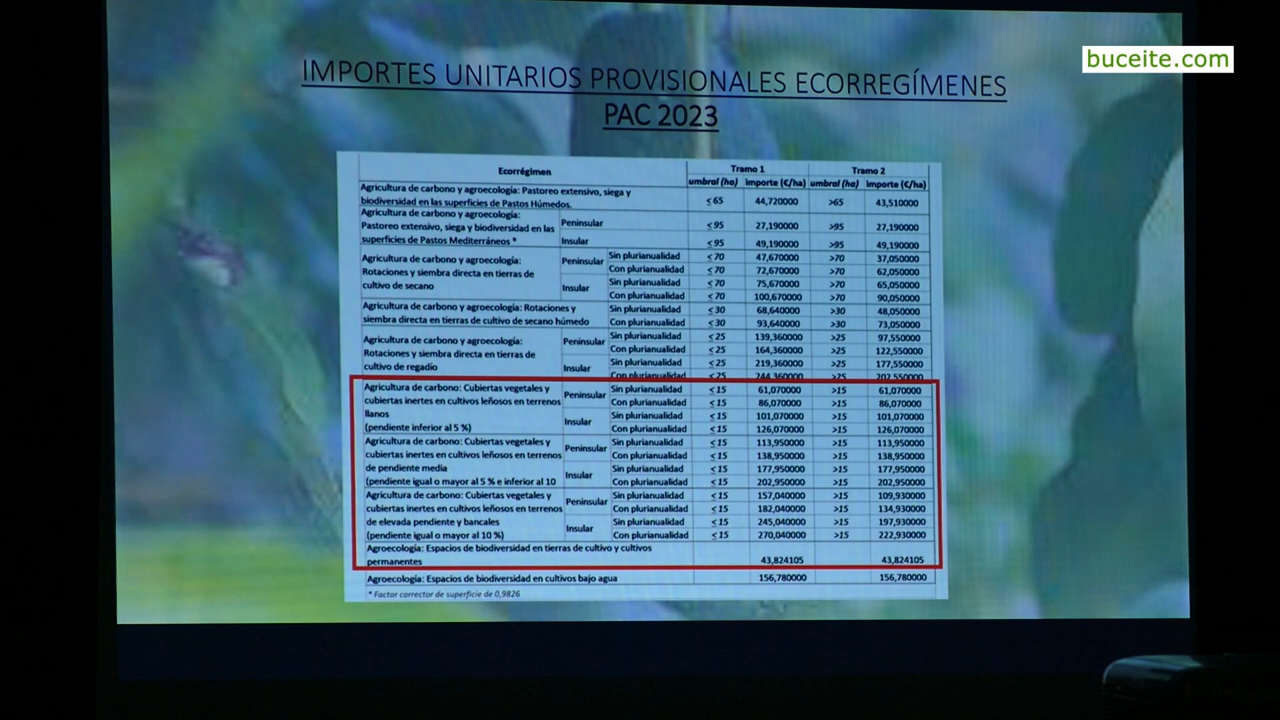 buceite.com
IMPORTES UNITARIOS PROVISIONALES ECORREGÍMENES
PAC 2023
Ecorrégimen Tramo 1 Tramo 2
umbral (ha) importe (€/ha) umbral (ha) importe (€/ha)
Agricultura de carbono y agroecología: Pastoreo extensivo, siega y
biodiversidad en las superficies de Pastos Húmedos. ≤65 44,720000 >65 43,510000
Agricultura de carbono y agroecología:
Pastoreo extensivo, siega y biodiversidad en las
superficies de Pastos Mediterráneos *
Peninsular ≤95 27,190000 >95 27,190000
Insular ≤95 49,190000 >95 49,190000
Agricultura de carbono y agroecología:
Rotaciones y siembra directa en tierras de
cultivo de secano
Peninsular Sin plurianualidad ≤70 47,670000 >70 37,050000
Con plurianualidad ≤70 72,670000 >70 62,050000
Insular Sin plurianualidad ≤70 75,670000 >70 65,050000
Con plurianualidad ≤70 100,670000 >70 90,050000
Agricultura de carbono y agroecología: Rotaciones y
siembra directa en tierras de cultivo de secano húmedo
Sin plurianualidad ≤30 68,640000 >30 48,050000
Con plurianualidad ≤30 93,640000 >30 73,050000
Agricultura de carbono y agroecología:
Rotaciones y siembra directa en tierras de
cultivo de regadío
Peninsular Sin plurianualidad ≤25 139,360000 >25 97,550000
Con plurianualidad ≤25 164,360000 >25 122,550000
Insular Sin plurianualidad ≤25 219,360000 >25 177,550000
Con plurianualidad ≤25 244,360000 >25 202,550000
Agricultura de carbono: Cubiertas vegetales y
cubiertas inertes en cultivos leñosos en terrenos
llanos
(pendiente inferior al 5 %)
Peninsular Sin plurianualidad ≤15 61,070000 >15 61,070000
Con plurianualidad ≤15 86,070000 >15 86,070000
Insular Sin plurianualidad ≤15 101,070000 >15 101,070000
Con plurianualidad ≤15 126,070000 >15 126,070000
Agricultura de carbono: Cubiertas vegetales y
cubiertas inertes en cultivos leñosos en terrenos
de pendiente media
(pendiente igual o mayor al 5 % e inferior al 10
Peninsular Sin plurianualidad ≤15 113,950000 >15 113,950000
Con plurianualidad ≤15 138,950000 >15 138,950000
Insular Sin plurianualidad ≤15 177,950000 >15 177,950000
Con plurianualidad ≤15 202,950000 >15 202,950000
Agricultura de carbono: Cubiertas vegetales y
cubiertas inertes en cultivos leñosos en terrenos
de elevada pendiente y bancales
(pendiente igual o mayor al 10 %)
Peninsular Sin plurianualidad ≤15 157,040000 >15 109,930000
Con plurianualidad ≤15 182,040000 >15 134,930000
Insular Sin plurianualidad ≤15 245,040000 >15 197,930000
Con plurianualidad ≤15 270,040000 >15 222,930000
Agroecología: Espacios de biodiversidad en tierras de cultivo y cultivos
permanentes 43,824105 43,824105
Agroecología: Espacios de biodiversidad en cultivos bajo agua 156,780000 156,780000
* Factor corrector de superficie de 0,9826